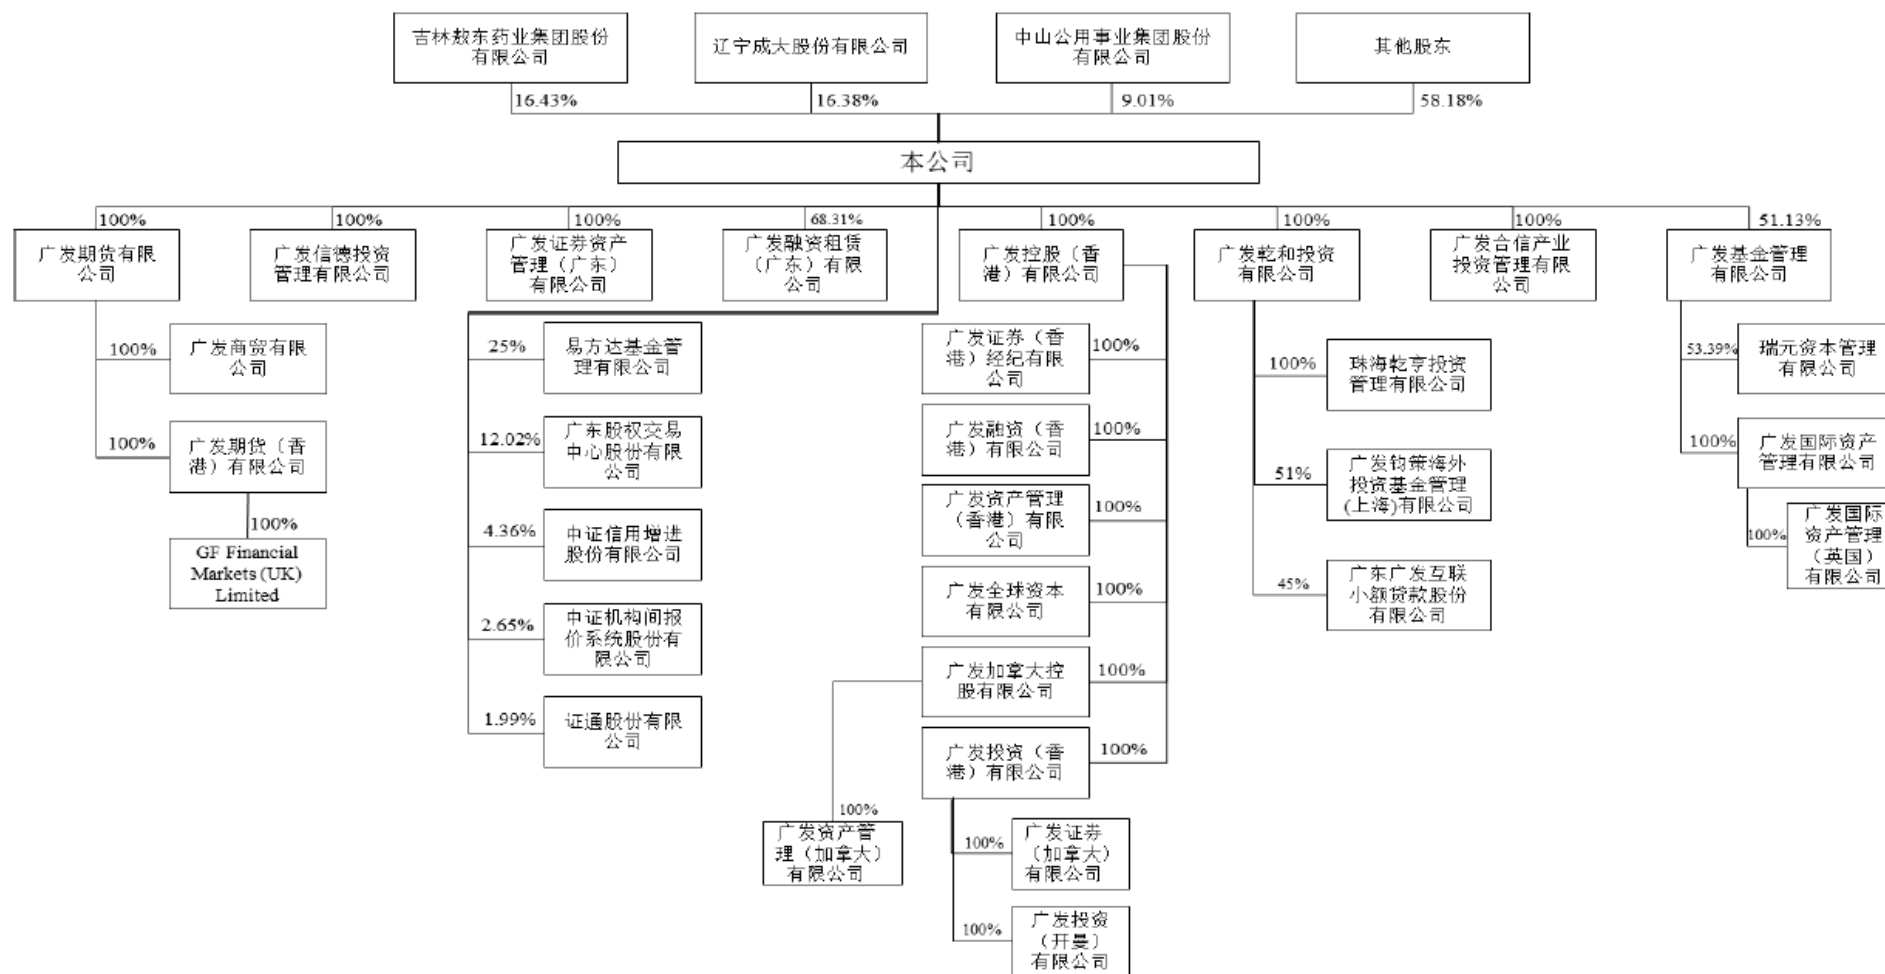 吉林敖东药业集团股份
有限公司
辽宁成大股份有限公司
中山公用事业集团股份
有限公司
其他股东
16.43%
16.38%
9.01%
58.18%
本公司
100%
100%
100%
68.31%
100%
100%
100%
51.13%
广发期货有限
公司
广发信德投资
管理有限公司
广发证券资产
管理（广东）
有限公司
广发融资租赁
（广东）有限
公司
广发控股（香
港）有限公司
广发乾和投资
有限公司
广发合信产业
投资管理有限
公司
广发基金管理
有限公司
100%
广发商贸有限
公司
100%
广发期货（香
港）有限公司
100%
GF Financial
Markets (UK)
Limited
25%
易方达基金管
理有限公司
12.02%
广东股权交易
中心股份有限
公司
4.36%
中证信用增进
股份有限公司
2.65%
中证机构间报
价系统股份有
限公司
1.99%
证通股份有限
公司
广发证券（香
港）经纪有限
公司
100%
广发融资（香
港）有限公司
100%
广发资产管理
（香港）有限
公司
100%
广发全球资本
有限公司
100%
广发加拿大控
股有限公司
100%
广发投资（香
港）有限公司
100%
100%
广发资产管
理（加拿大）
有限公司
100%
广发证券
（加拿大）
有限公司
100%
广发投资
（开曼）
有限公司
100%
珠海乾亨投资
管理有限公司
51%
广发钧策海外
投资基金管理
(上海)有限公司
45%
广东广发互联
小额贷款股份
有限公司
53.39%
瑞元资本管理
有限公司
100%
广发国际资产
管理有限公司
100%
广发国际
资产管理
（英国）
有限公司